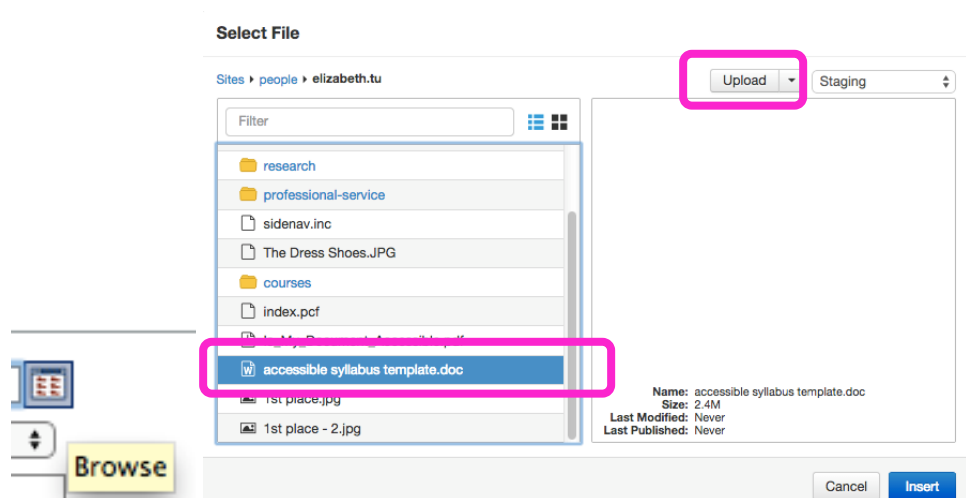 Select File
Sites people elizabeth.tu
Upload
Staging
Filter
research
professional-service
sidenav.inc
The Dress Shoes.JPG
courses
index.pcf
accessible syllabus template.doc
1st place.jpg
1st place - 2.jpg
Name: accessible syllabus template.doc
Size: 2.4M
Last Modified: Never
Last Published: Never
Cancel
Insert
Browse